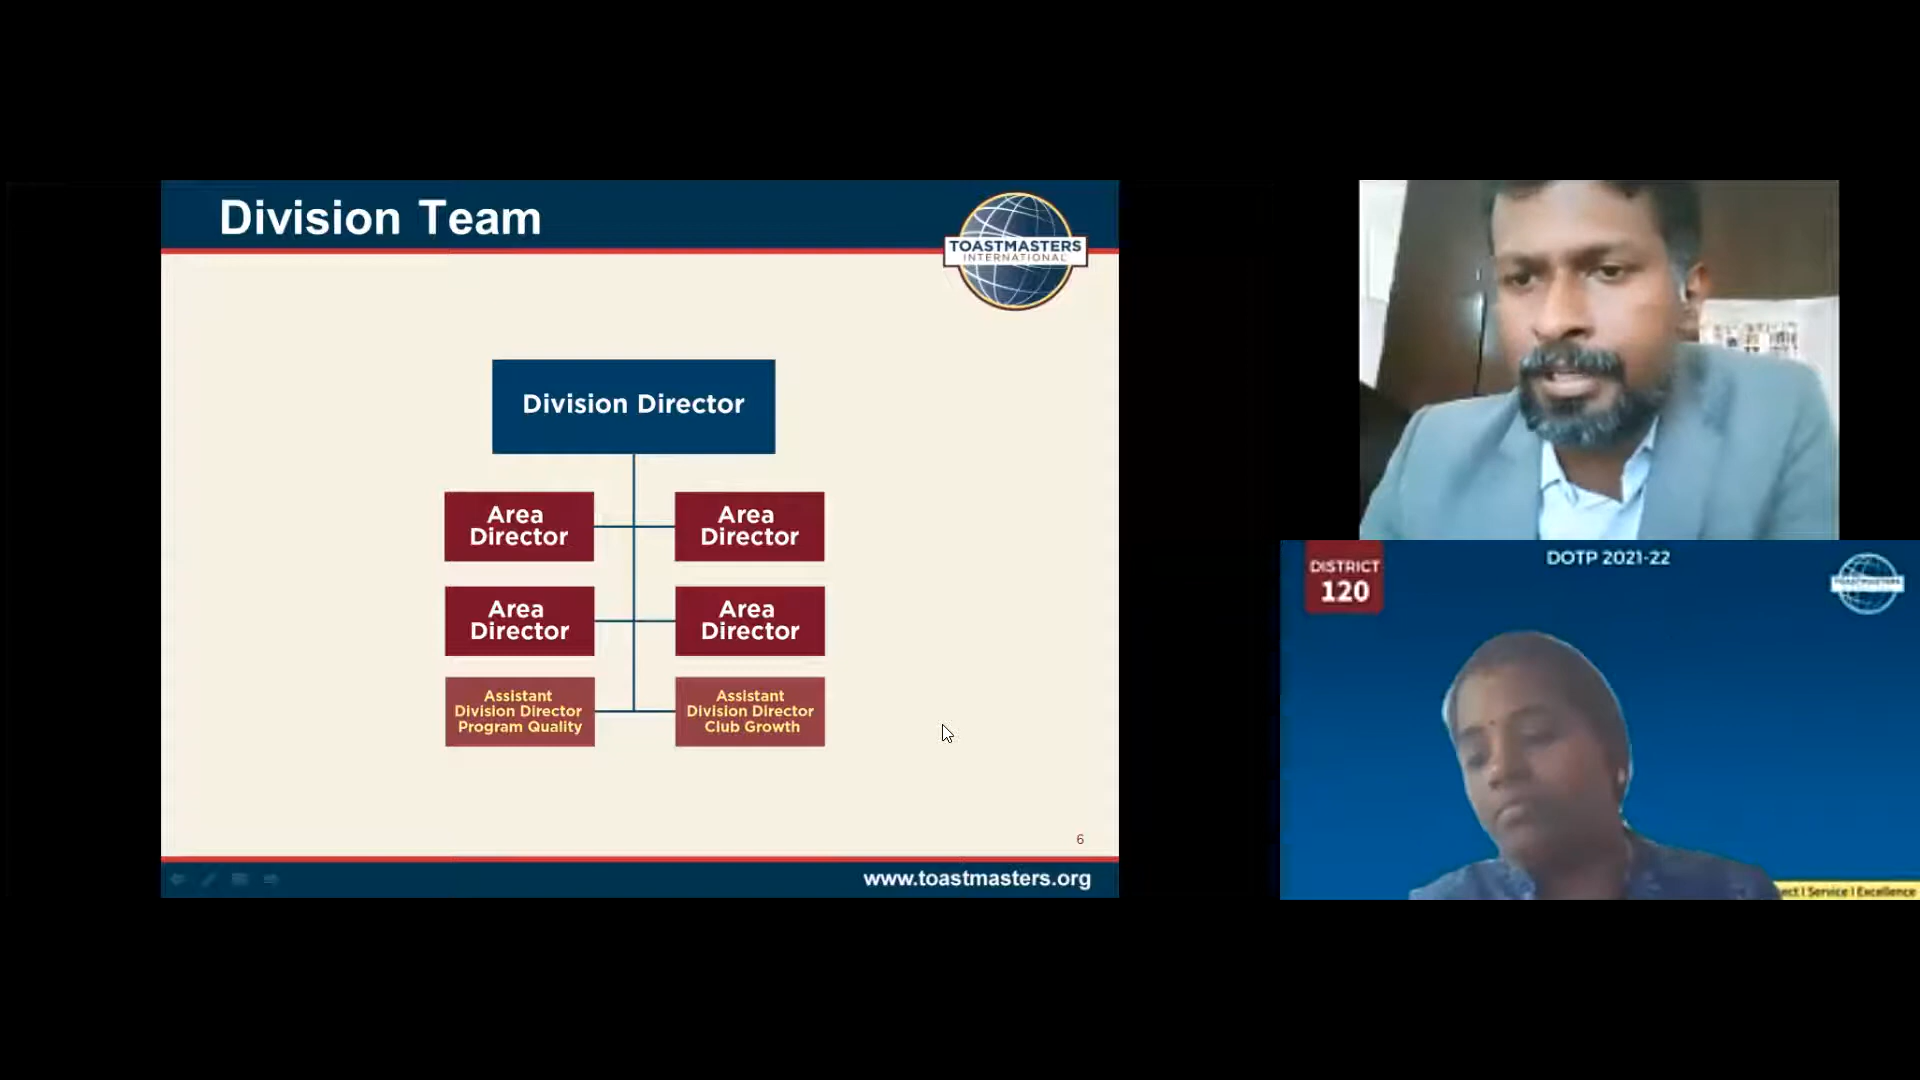 Division Team
TOASTMASTERS
INTERNATIONAL
Division Director
Area
Director
Area
Director
Area
Director
Area
Director
Assistant
Division Director
Program Quality
Assistant
Division Director
Club Growth
6
www.toastmasters.org
DISTRICT
120
DOTP 2021-22
TOASTMASTERS
| Service | Excellence